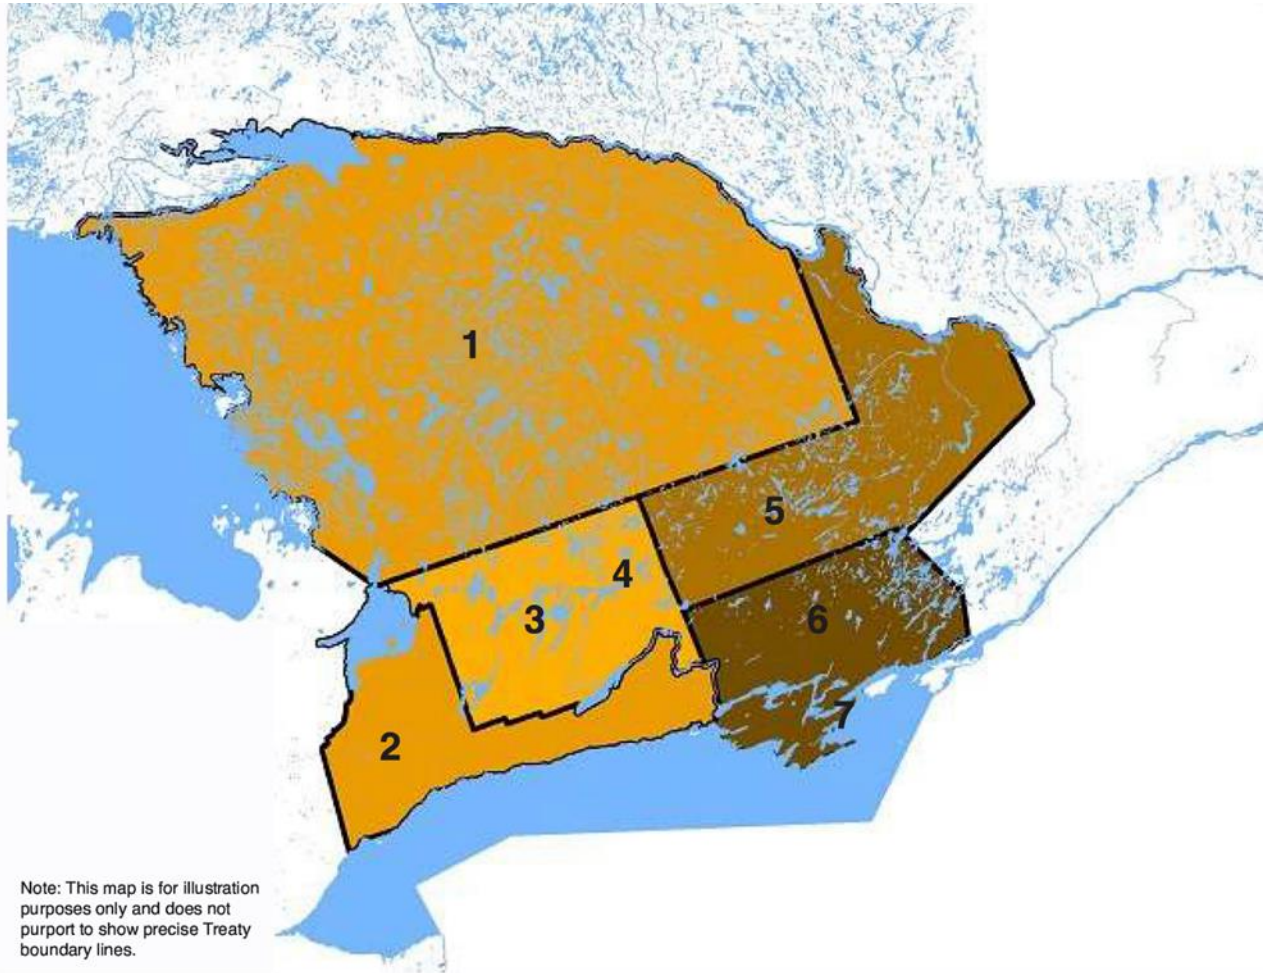 1
5
4
3
6
7
2
Note: This map is for illustration
purposes only and does not
purport to show precise Treaty
boundary lines.